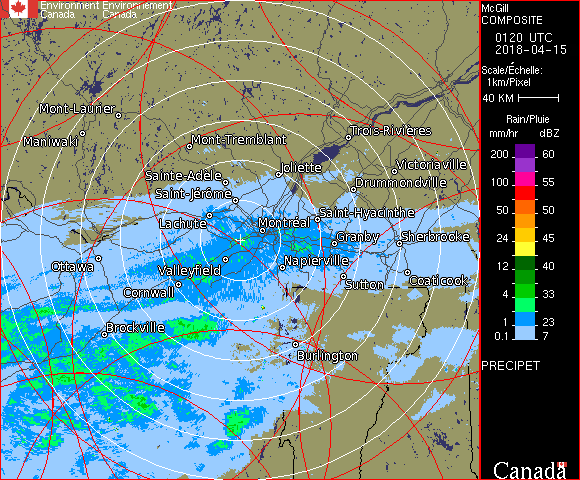 Environment Environnement
Canada Canada
McGill
COMPOSITE
0120 UTC
2018-04-15
Scale/Échelle:
1km/Pixel
40 KM
Rain/Pluie
mm/hr dBZ
200 60
100 55
50 50
24 45
12 40
4 33
1 23
0.1 7
PRECIPET
Canada
Mont-Laurier
Maniwaki
Mont-Tremblant
Trois-Rivières
Joliette
Victoriaville
Sainte-Adèle
Drummondville
Saint-Jérôme
Lachute
Saint-Hyacinthe
Montréal
Granby
Sherbrooke
Ottawa
Valleyfield
Napierville
Cornwall
Sutton
Coaticook
Brockville
Burlington